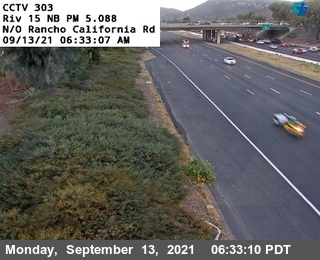 CCTV 303
Riv 15 NB PM 5.088
N/O Rancho California Rd
09/13/21 06:33:07 AM
Monday, September 13, 2021 06:33:10 PDT